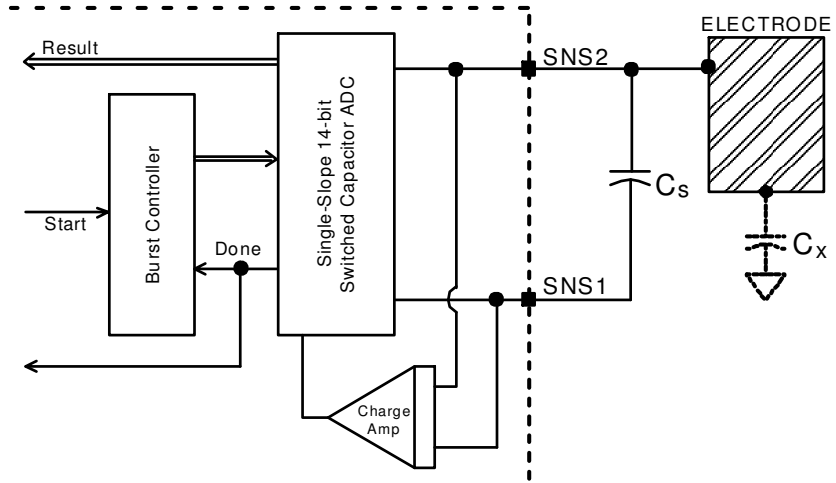 ELECTRODE
Result
SNS2
Single-Slope 14-bit
Switched Capacitor ADC
Burst Controller
Cs
Start
Done
Cx
SNS1
Charge
Amp